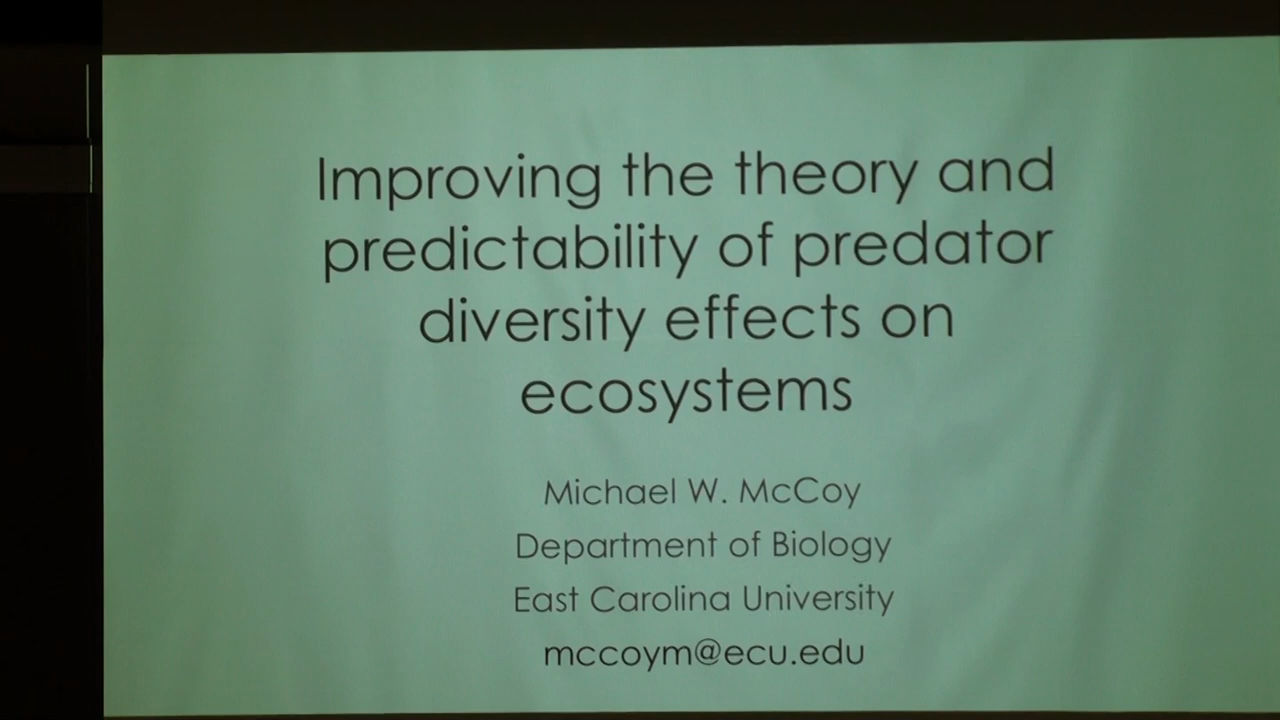 Improving the theory and
predictability of predator
diversity effects on
ecosystems
Michael W. McCoy
Department of Biology
East Carolina University
mccoym@ecu.edu